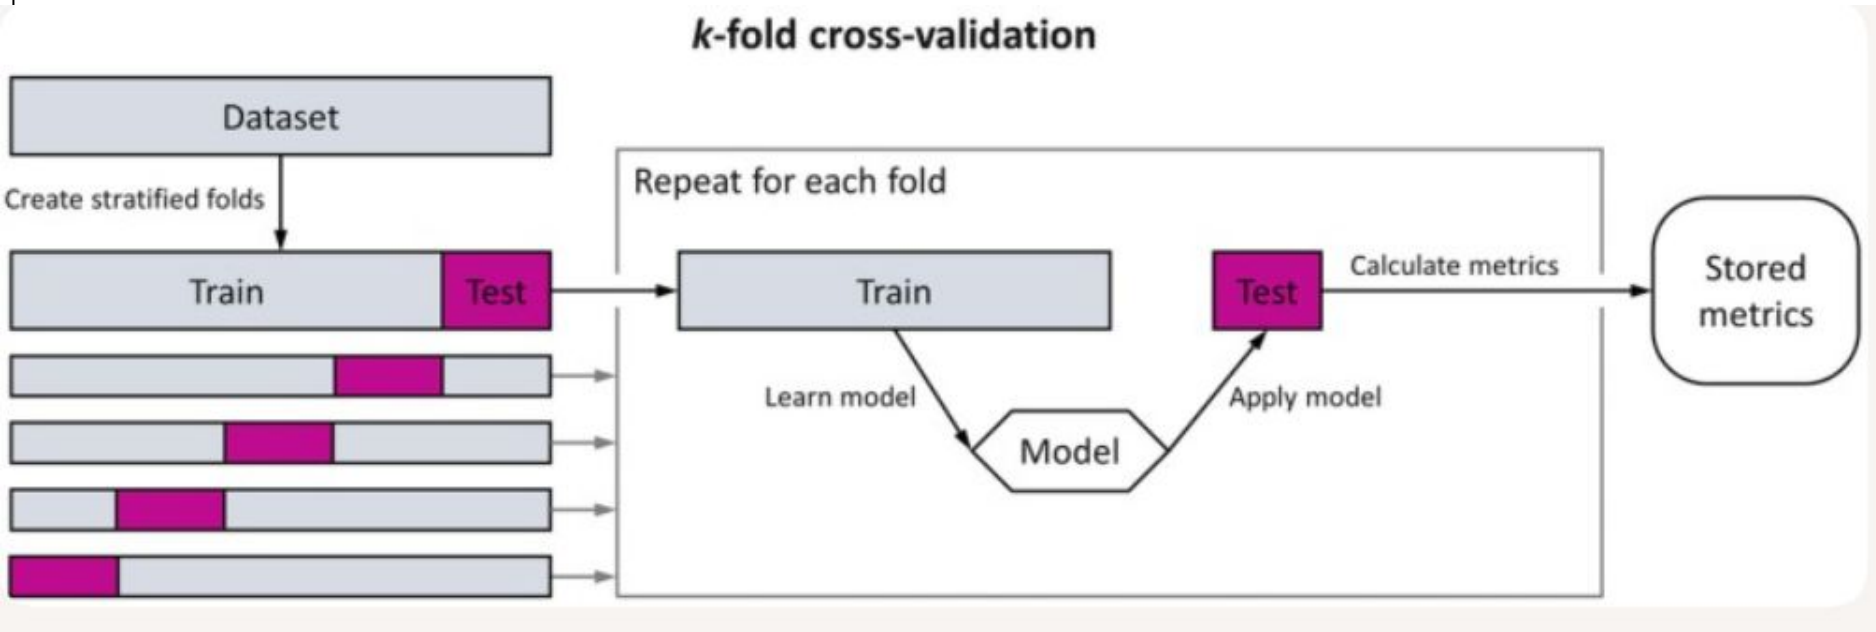 k-fold cross-validation
Dataset
Create stratified folds
Repeat for each fold
Train
Test
Train
Test
Calculate metrics
Stored
metrics
Learn model
Apply model
Model